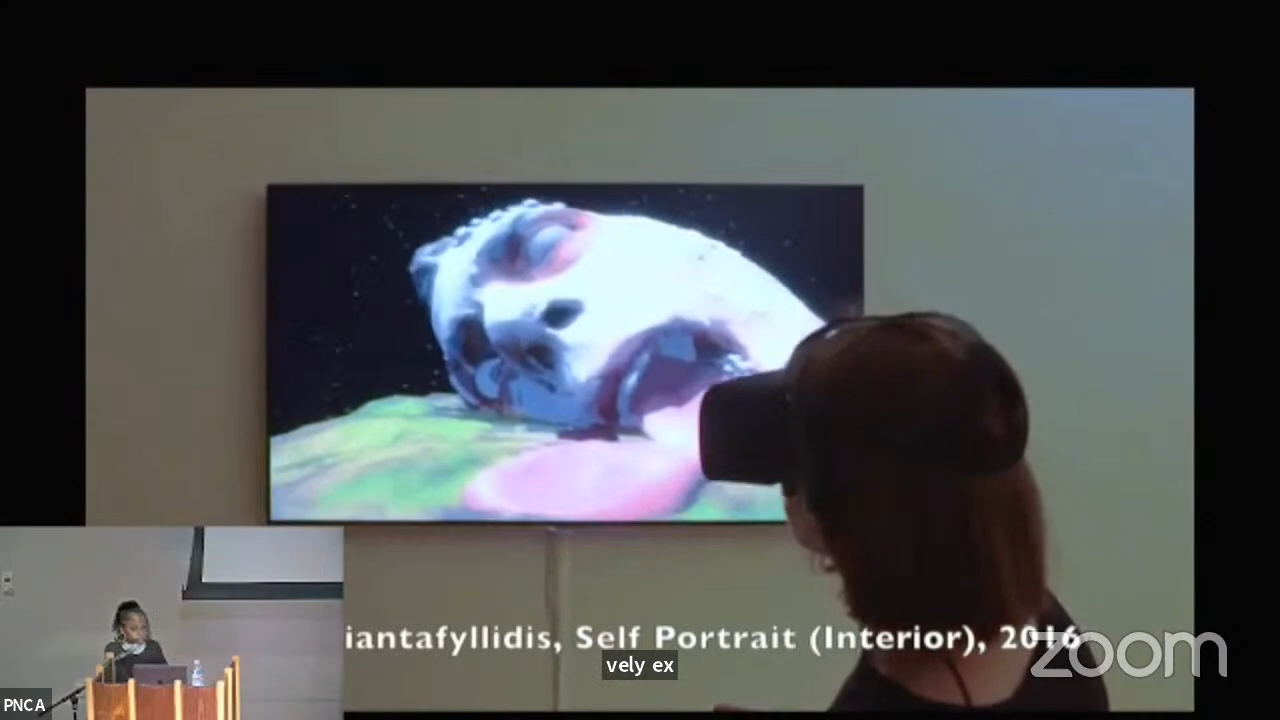 iantafyllidis, Self Portrait (Interior), 2016
vely ex
zoom
PNCA